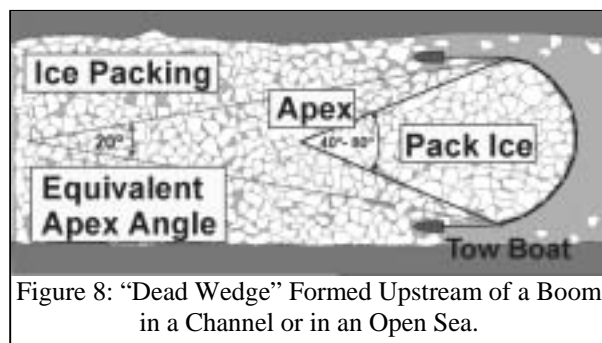 Ice Packing
Apex
20°
40°- 80°
Pack Ice
Equivalent
Apex Angle
Tow Boat
Figure 8: “Dead Wedge” Formed Upstream of a Boom
in a Channel or in an Open Sea.